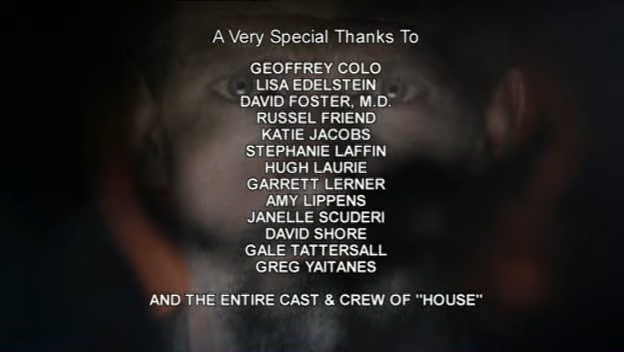 A Very Special Thanks To
GEOFFREY COLO
LISA EDELSTEIN
DAVID FOSTER, M.D.
RUSSEL FRIEND
KATIE JACOBS
STEPHANIE LAFFIN
HUGH LAURIE
GARRETT LERNER
AMY LIPPENS
JANELLE SCUDERI
DAVID SHORE
GALE TATTERSALL
GREG YAITANES
AND THE ENTIRE CAST & CREW OF "HOUSE"